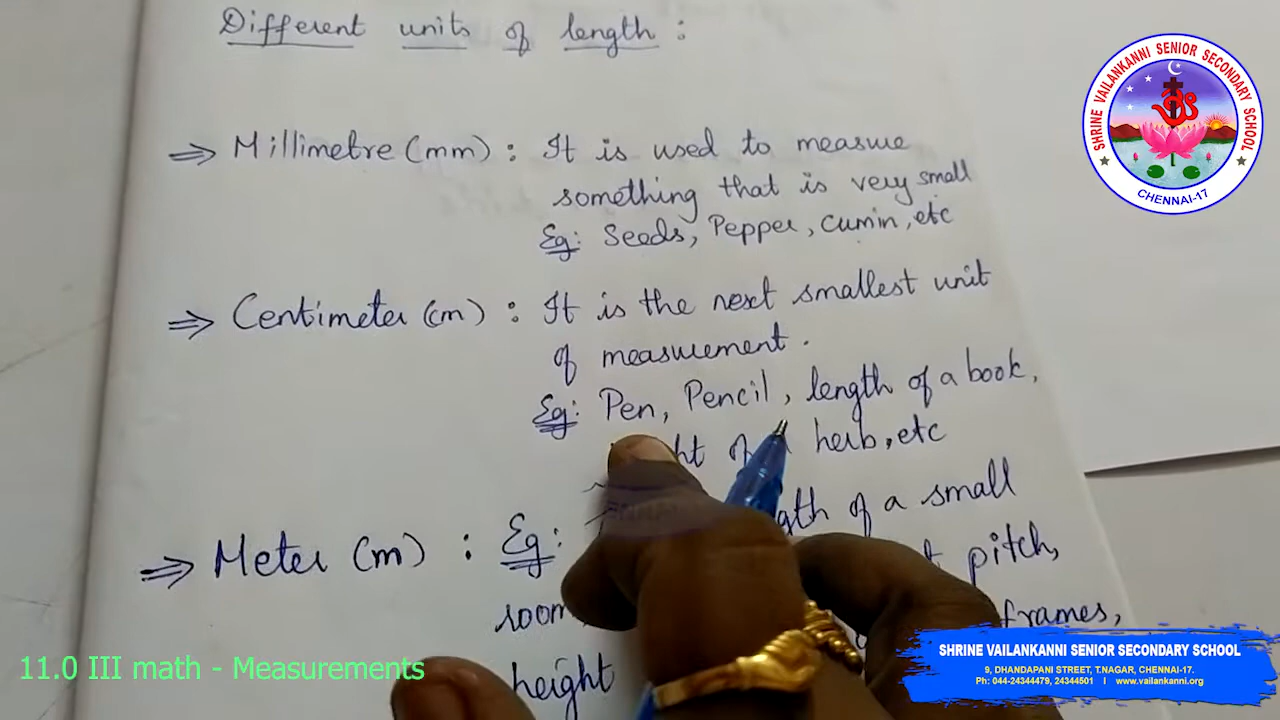 Different units of length :
⇒ Millimetre (mm) : It is used to measure
something that is very small
Eg: Seeds, Pepper, Cumin, etc
⇒ Centimeter (cm) : It is the next smallest unit
of measurement.
Eg: Pen, Pencil, length of a book,
of herb, etc
⇒ Meter (m) : Eg: of a small
pitch,
frames,
height
SHRINE VAILANKANNI SENIOR SECONDARY SCHOOL
CHENNAI-17
11.0 III math - Measurements
SHRINE VAILANKANNI SENIOR SECONDARY SCHOOL
9, DHANDAPANI STREET, T.NAGAR, CHENNAI-17.
Ph: 044-24344479, 24344501 I www.vailankanni.org